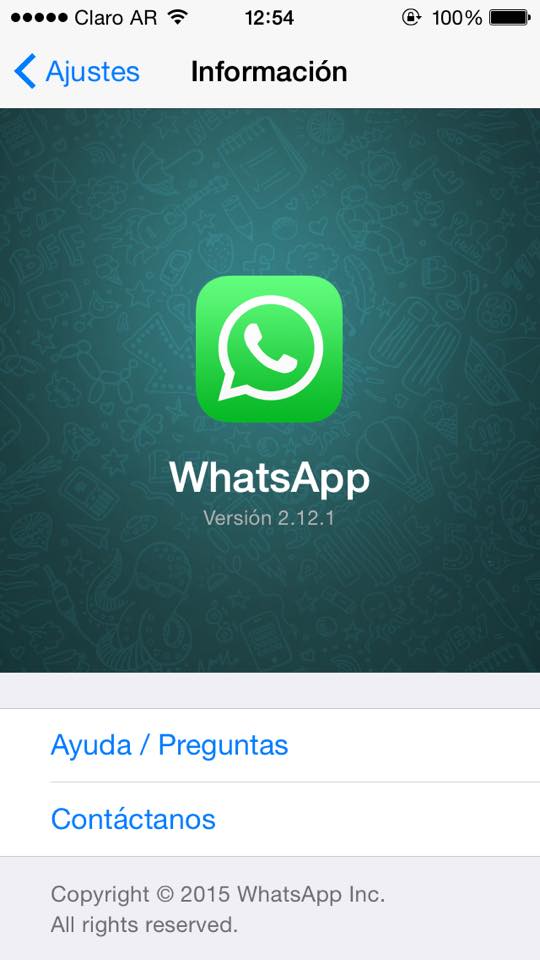 Claro AR 12:54 100%
Ajustes Información
WhatsApp
Versión 2.12.1
Ayuda / Preguntas
Contáctanos
Copyright © 2015 WhatsApp Inc.
All rights reserved.